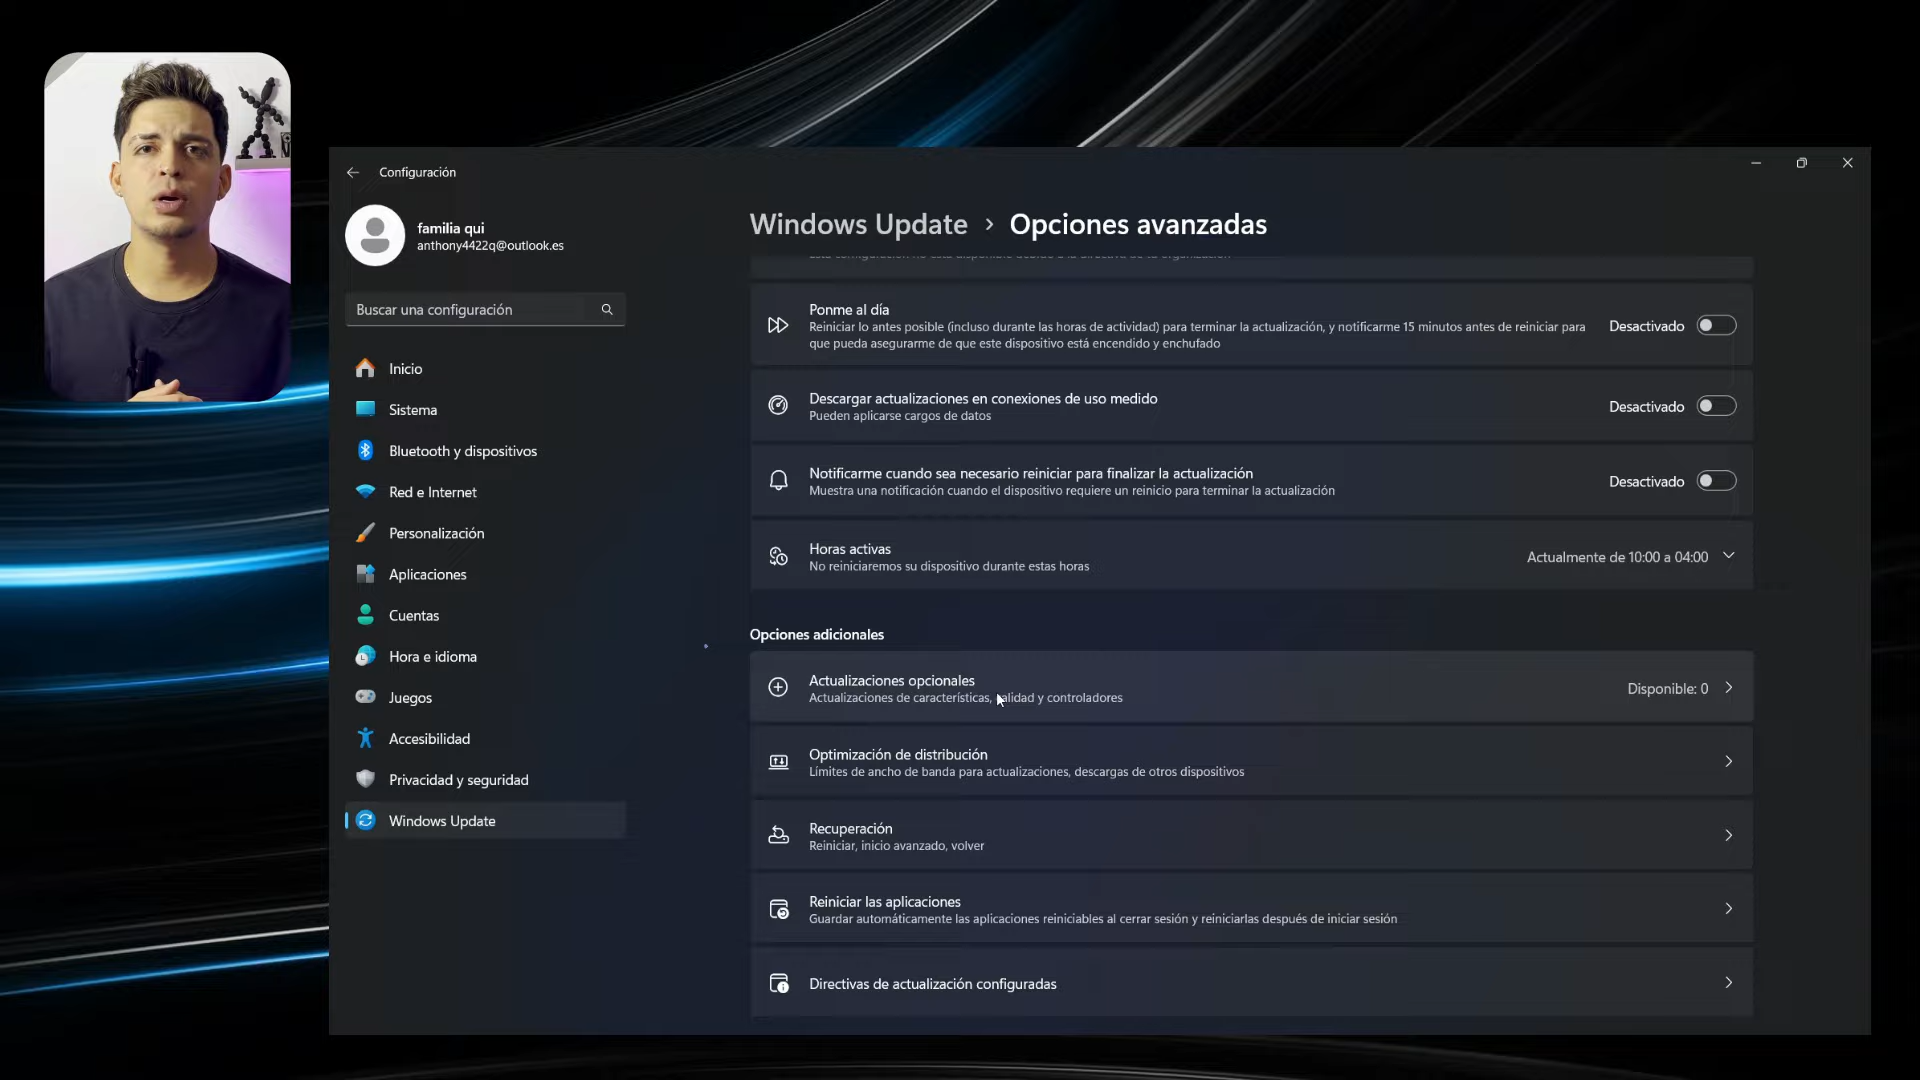 Configuración
familia qui
anthony4422q@outlook.es
Buscar una configuración
Inicio
Sistema
Bluetooth y dispositivos
Red e Internet
Personalización
Aplicaciones
Cuentas
Hora e idioma
Juegos
Accesibilidad
Privacidad y seguridad
Windows Update
Windows Update › Opciones avanzadas
Ponme al día
Reiniciar lo antes posible (incluso durante las horas de actividad) para terminar la actualización, y notificarme 15 minutos antes de reiniciar para
que pueda asegurarme de que este dispositivo está encendido y enchufado
Desactivado
Descargar actualizaciones en conexiones de uso medido
Pueden aplicarse cargos de datos
Desactivado
Notificarme cuando sea necesario reiniciar para finalizar la actualización
Muestra una notificación cuando el dispositivo requiere un reinicio para terminar la actualización
Desactivado
Horas activas
No reiniciaremos su dispositivo durante estas horas
Actualmente de 10:00 a 04:00
Opciones adicionales
Actualizaciones opcionales
Actualizaciones de características, calidad y controladores
Disponible: 0
Optimización de distribución
Límites de ancho de banda para actualizaciones, descargas de otros dispositivos
Recuperación
Reiniciar, inicio avanzado, volver
Reiniciar las aplicaciones
Guardar automáticamente las aplicaciones reiniciables al cerrar sesión y reiniciarlas después de iniciar sesión
Directivas de actualización configuradas